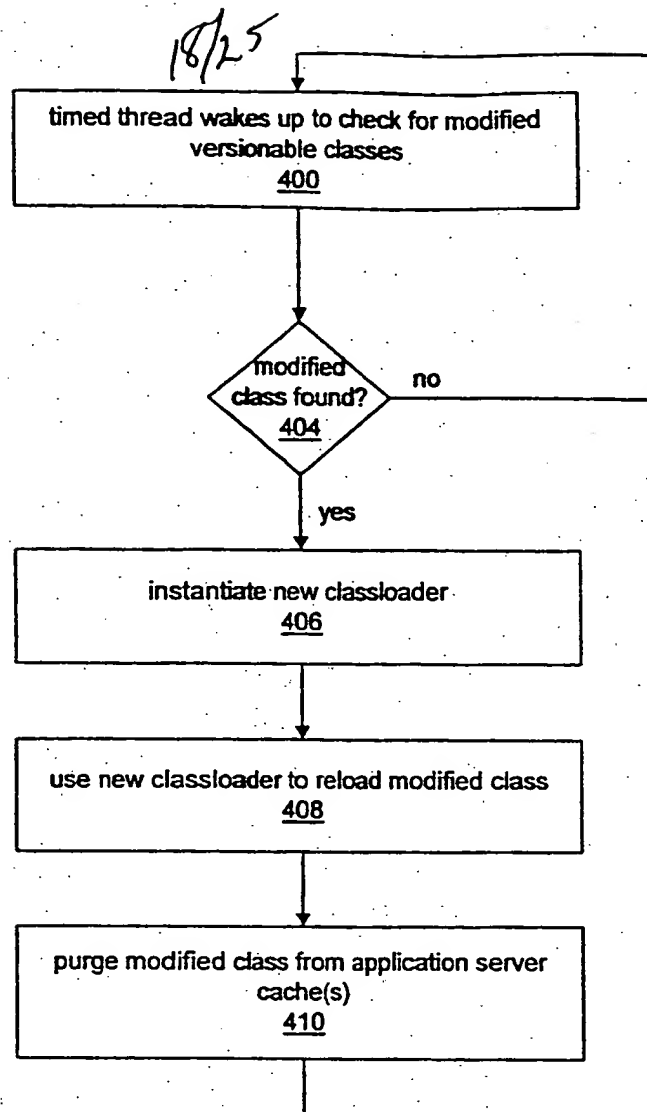 18/25
timed thread wakes up to check for modified
versionable classes
400
modified
class found?
404
no
yes
instantiate new classloader
406
use new classloader to reload modified class
408
purge modified class from application server
cache(s)
410